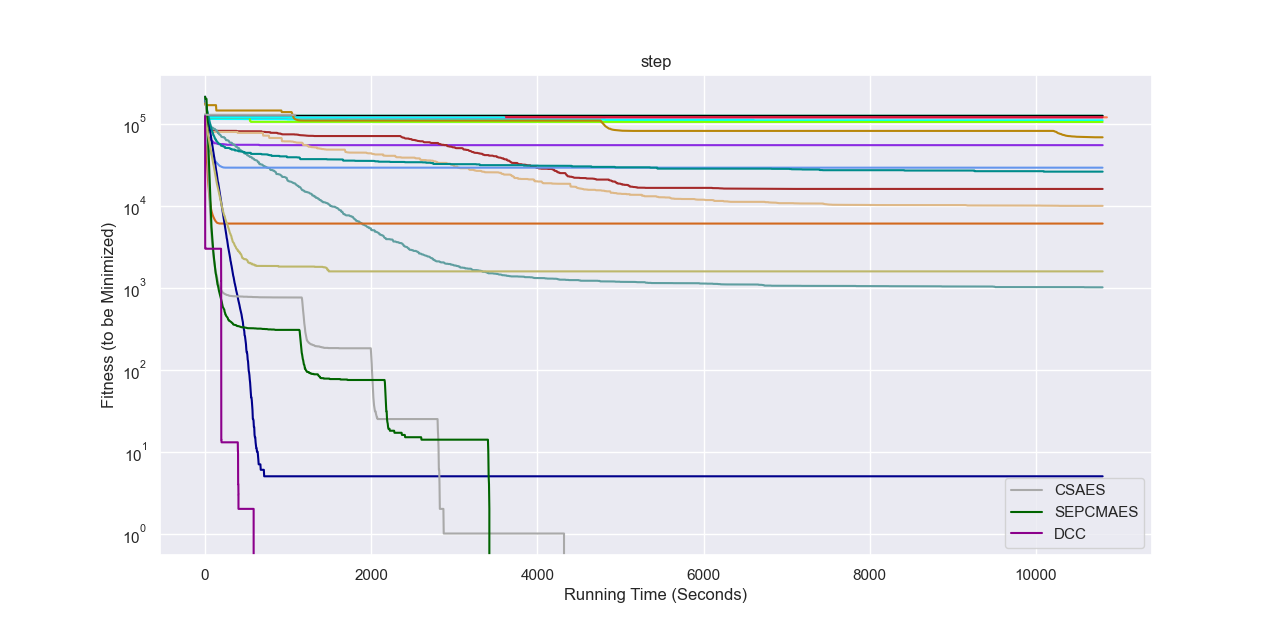 step
Fitness (to be Minimized)
10^5
10^4
10^3
10^2
10^1
10^0
CSAES
SEPCMAES
DCC
0 2000 4000 6000 8000 10000
Running Time (Seconds)